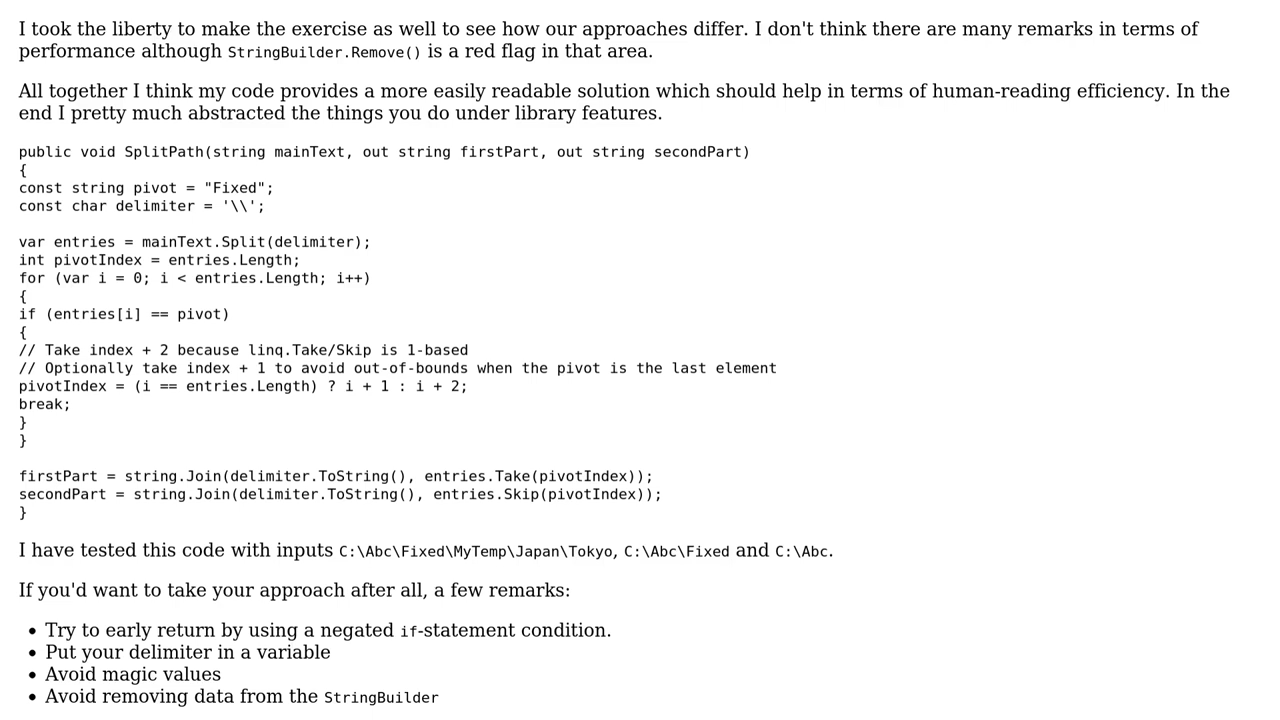 I took the liberty to make the exercise as well to see how our approaches differ. I don't think there are many remarks in terms of
performance although StringBuilder.Remove() is a red flag in that area.
All together I think my code provides a more easily readable solution which should help in terms of human-reading efficiency. In the
end I pretty much abstracted the things you do under library features.
public void SplitPath(string mainText, out string firstPart, out string secondPart)
{
const string pivot = "Fixed";
const char delimiter = '\\';
var entries = mainText.Split(delimiter);
int pivotIndex = entries.Length;
for (var i = 0; i < entries.Length; i++)
{
if (entries[i] == pivot)
{
// Take index + 2 because linq.Take/Skip is 1-based
// Optionally take index + 1 to avoid out-of-bounds when the pivot is the last element
pivotIndex = (i == entries.Length) ? i + 1 : i + 2;
break;
}
}
firstPart = string.Join(delimiter.ToString(), entries.Take(pivotIndex));
secondPart = string.Join(delimiter.ToString(), entries.Skip(pivotIndex));
}
I have tested this code with inputs C:\Abc\Fixed\MyTemp\Japan\Tokyo, C:\Abc\Fixed and C:\Abc.
If you'd want to take your approach after all, a few remarks:
• Try to early return by using a negated if-statement condition.
• Put your delimiter in a variable
• Avoid magic values
• Avoid removing data from the StringBuilder